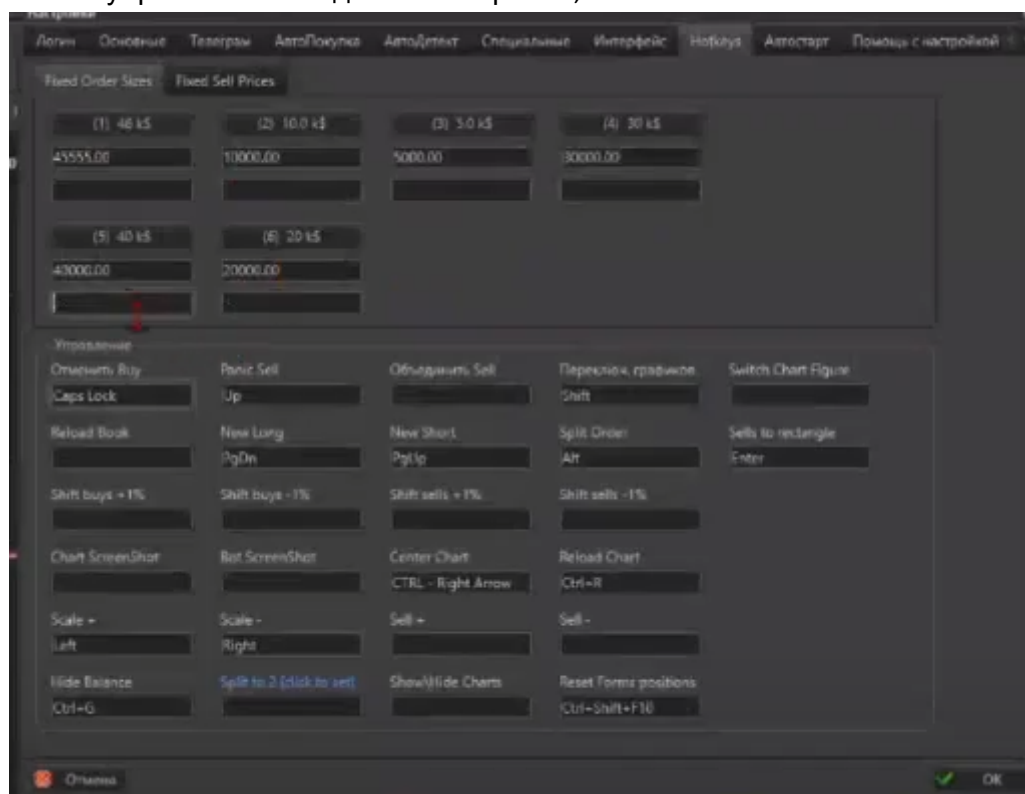 Настройки
Логин Основные Телеграм АвтоПокупка АвтоДетект Специальные Интерфейс Hotkeys Автостарт Помощь с настройкой
Fixed Order Sizes Fixed Sell Prices
(1) 46 k$ (2) 10.0 k$ (3) 5.0 k$ (4) 30 k$
45555.00 10000.00 5000.00 30000.00
(5) 40 k$ (6) 20 k$
40000.00 20000.00
Управление
Отменить Buy Panic Sell Объединить Sell Переключ. графиков Switch Chart Figure
Caps Lock Up Shift
Reload Book New Long New Short Split Order Sells to rectangle
PgDn PgUp Alt Enter
Shift buys +1% Shift buys -1% Shift sells +1% Shift sells -1%
Chart ScreenShot Bot ScreenShot Center Chart Reload Chart
CTRL - Right Arrow Ctrl+R
Scale + Scale - Sell + Sell -
Left Right
Hide Balance Split to 2 (click to set) Show\Hide Charts Reset Forms positions
Ctrl+G Ctrl+Shift+F10
Отмена OK